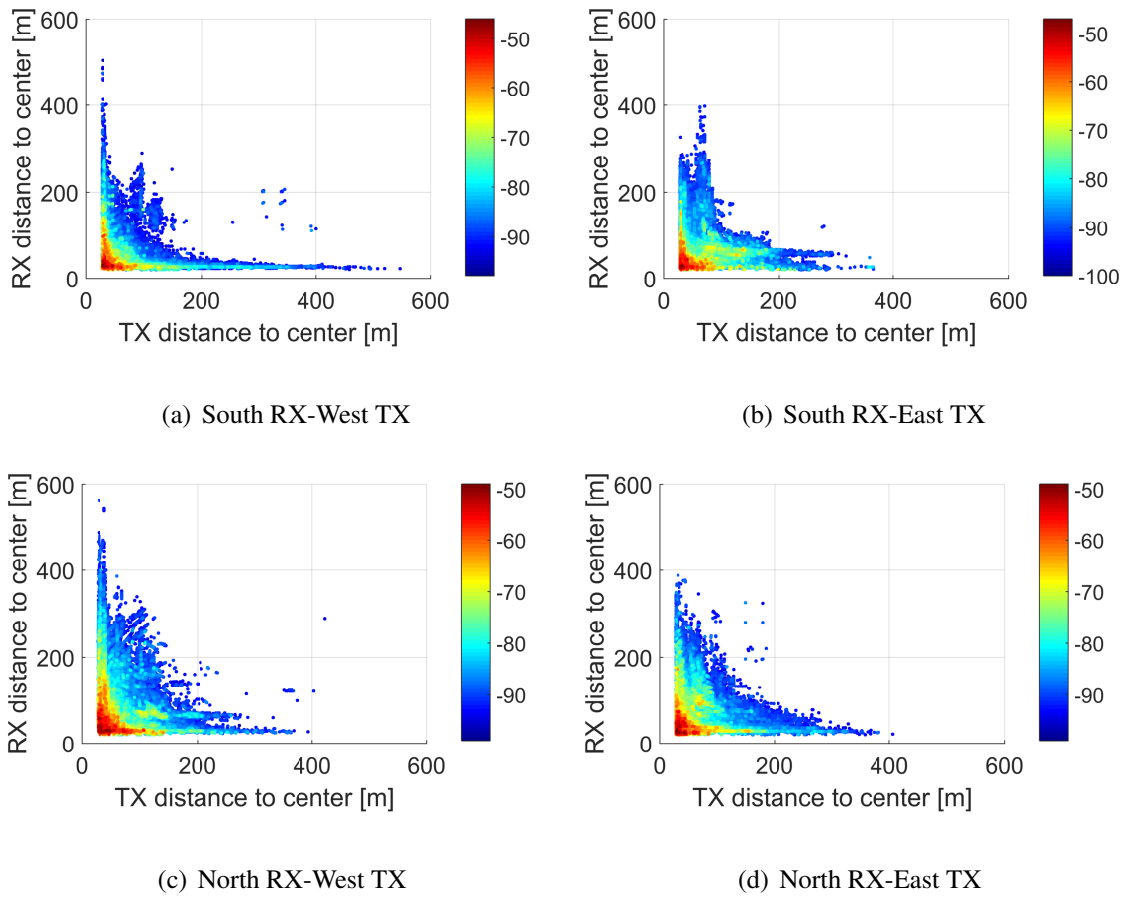 600
400
200
0
RX distance to center [m]
0 200 400 600
TX distance to center [m]
-50
-60
-70
-80
-90
(a) South RX-West TX
600
400
200
0
RX distance to center [m]
0 200 400 600
TX distance to center [m]
-50
-60
-70
-80
-90
-100
(b) South RX-East TX
600
400
200
0
RX distance to center [m]
0 200 400 600
TX distance to center [m]
-50
-60
-70
-80
-90
(c) North RX-West TX
600
400
200
0
RX distance to center [m]
0 200 400 600
TX distance to center [m]
-50
-60
-70
-80
-90
(d) North RX-East TX